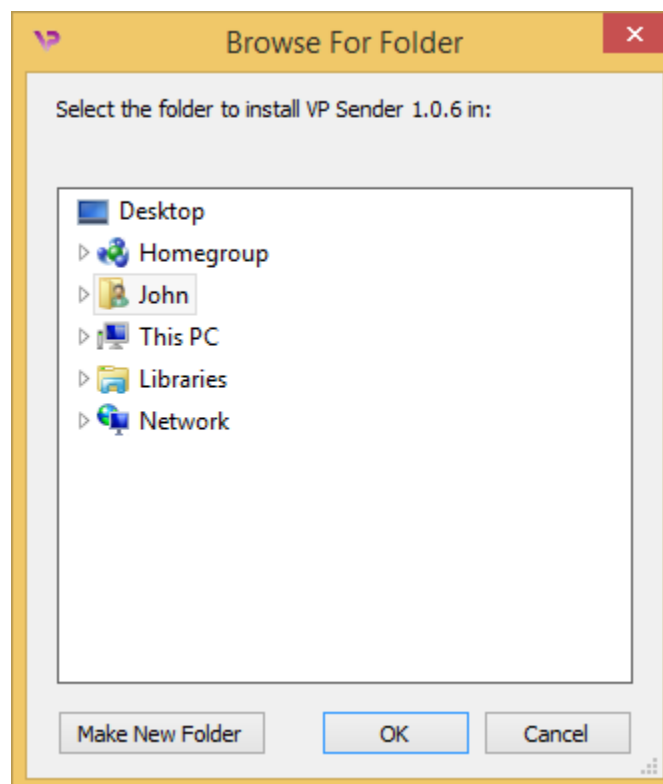 VP
Browse For Folder
Select the folder to install VP Sender 1.0.6 in:
Desktop
Homegroup
John
This PC
Libraries
Network
Make New Folder
OK
Cancel